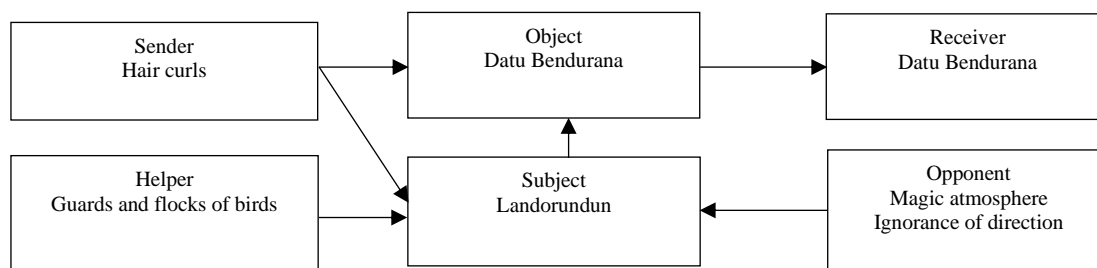 Sender
Hair curls
Object
Datu Bendurana
Receiver
Datu Bendurana
Helper
Guards and flocks of birds
Subject
Landorundun
Opponent
Magic atmosphere
Ignorance of direction